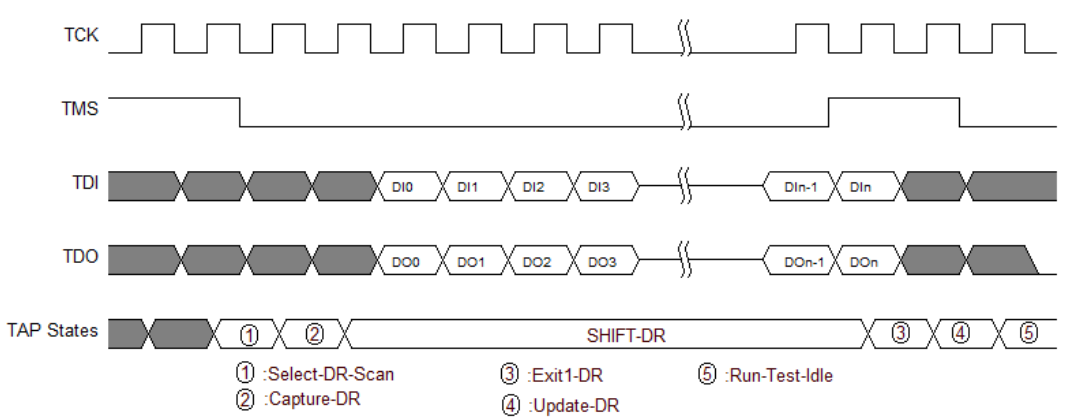 TCK
TMS
TDI DI0 DI1 DI2 DI3 DIn-1 DIn
TDO DO0 DO1 DO2 DO3 DOn-1 DOn
TAP States ① ② SHIFT-DR ③ ④ ⑤
① :Select-DR-Scan ③ :Exit1-DR ⑤ :Run-Test-Idle
② :Capture-DR ④ :Update-DR